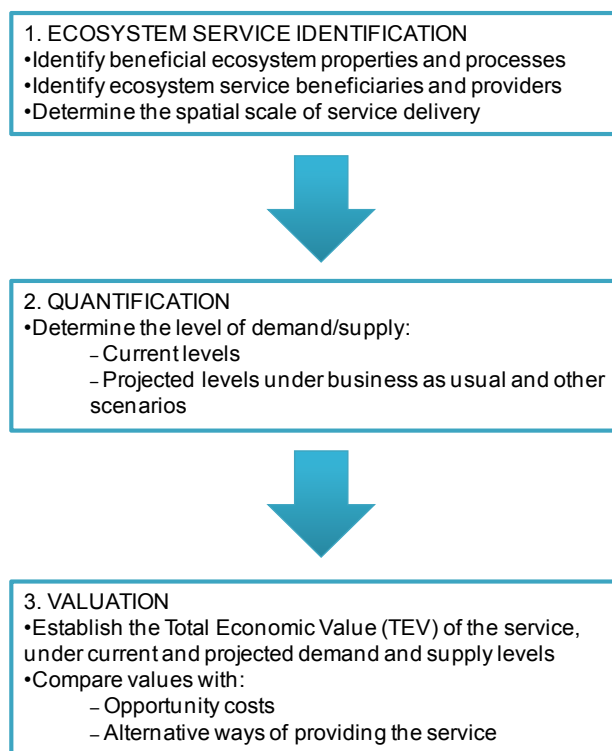 1. ECOSYSTEM SERVICE IDENTIFICATION
•Identify beneficial ecosystem properties and processes
•Identify ecosystem service beneficiaries and providers
•Determine the spatial scale of service delivery
2. QUANTIFICATION
•Determine the level of demand/supply:
– Current levels
– Projected levels under business as usual and other
scenarios
3. VALUATION
•Establish the Total Economic Value (TEV) of the service,
under current and projected demand and supply levels
•Compare values with:
– Opportunity costs
– Alternative ways of providing the service